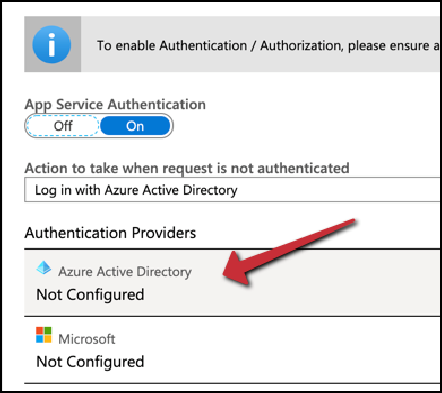 To enable Authentication / Authorization, please ensure a
App Service Authentication
Off On
Action to take when request is not authenticated
Log in with Azure Active Directory
Authentication Providers
Azure Active Directory
Not Configured
Microsoft
Not Configured